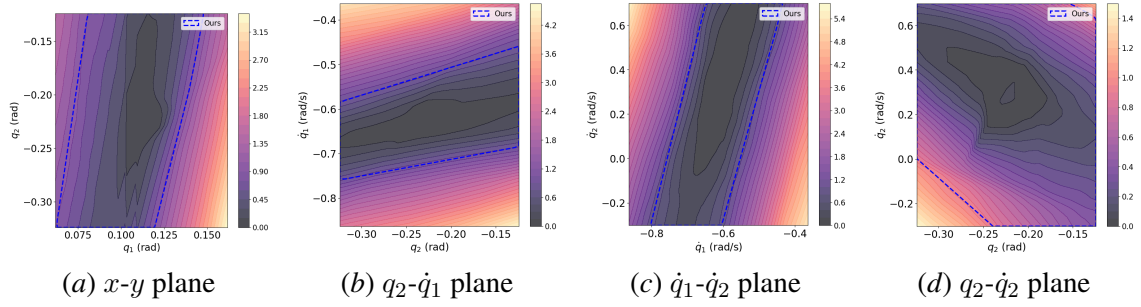 Ours
−0.15
−0.20
−0.25
−0.30
q₂ (rad)
0.075 0.100 0.125 0.150
q₁ (rad)
3.15
2.70
2.25
1.80
1.35
0.90
0.45
0.00
(a) x-y plane
Ours
−0.4
−0.5
−0.6
−0.7
−0.8
q̇₁ (rad/s)
−0.30 −0.25 −0.20 −0.15
q₂ (rad)
4.2
3.6
3.0
2.4
1.8
1.2
0.6
0.0
(b) q₂-q̇₁ plane
Ours
0.6
0.4
0.2
0.0
−0.2
q̇₂ (rad/s)
−0.8 −0.6 −0.4
q̇₁ (rad/s)
5.4
4.8
4.2
3.6
3.0
2.4
1.8
1.2
0.6
0.0
(c) q̇₁-q̇₂ plane
Ours
0.6
0.4
0.2
0.0
−0.2
q̇₂ (rad/s)
−0.30 −0.25 −0.20 −0.15
q₂ (rad)
1.4
1.2
1.0
0.8
0.6
0.4
0.2
0.0
(d) q₂-q̇₂ plane